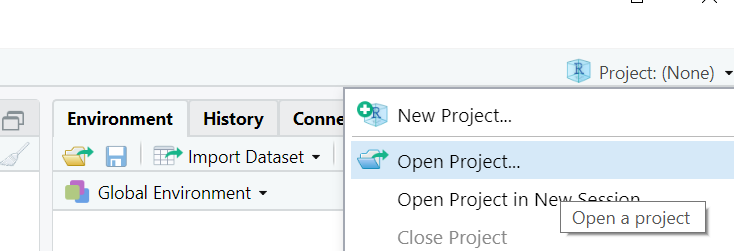 Project: (None)
Environment History Conne
New Project...
Import Dataset
Open Project...
Global Environment
Open Project in New Session
Open a project
Close Project